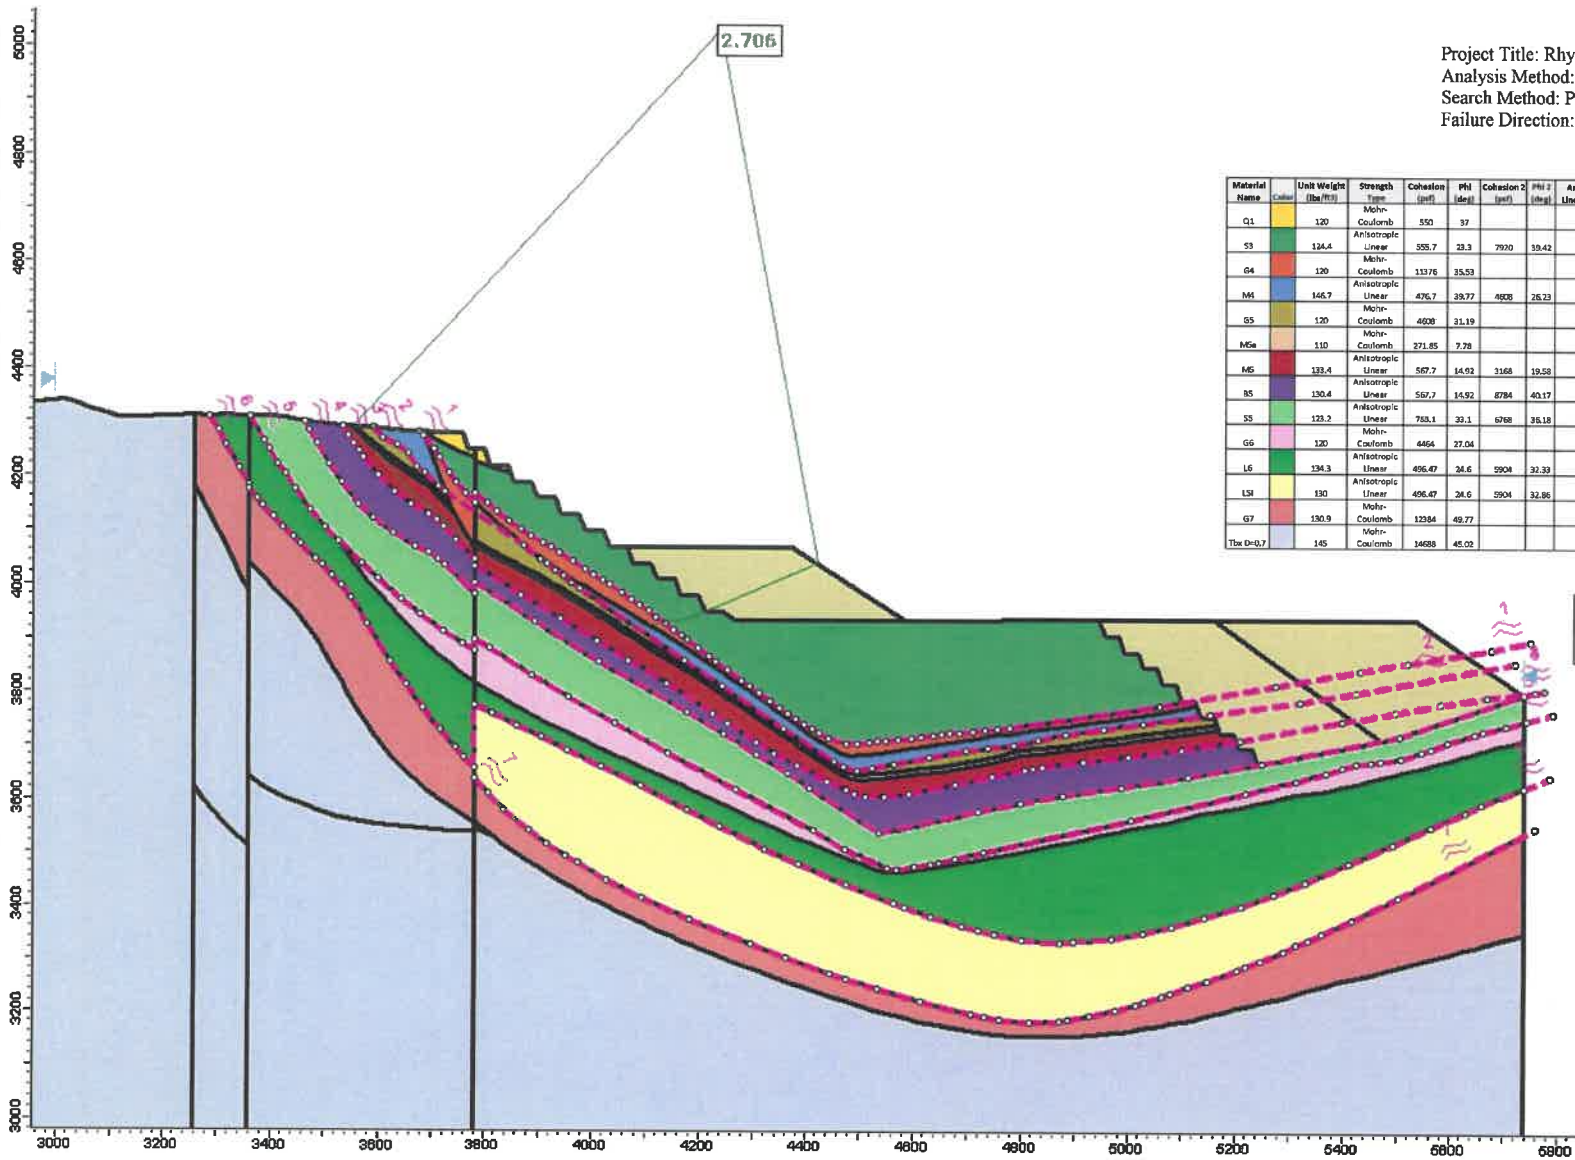 2.706
Project Title: Rhy
Analysis Method:
Search Method: P
Failure Direction:
Material Name Color Unit Weight (lbs/ft3) Strength Type Cohesion (psf) Phi (deg) Cohesion 2 (psf) Phi 2 (deg)
Q1 120 Mohr-Coulomb 550 37
S3 124.4 Anisotropic Linear 555.7 23.3 7920 39.42
G4 120 Mohr-Coulomb 11376 35.53
M4 146.7 Anisotropic Linear 476.7 39.77 4608 26.23
G5 120 Mohr-Coulomb 4608 31.19
M5a 110 Mohr-Coulomb 271.85 7.78
M5 133.4 Anisotropic Linear 567.7 14.92 3168 19.58
B5 130.4 Anisotropic Linear 567.7 14.92 8784 40.17
S5 123.2 Anisotropic Linear 33.1 6768 36.18
G6 120 Mohr-Coulomb 4464 27.04
L6 134.3 Anisotropic Linear 496.47 24.6 5904 32.33
LSI 130 Anisotropic Linear 496.47 24.6 5904 32.86
G7 130.9 Mohr-Coulomb 12384 49.77
Tbx D=0.7 145 Mohr-Coulomb 14688 45.02
5000
4800
4600
4400
4200
4000
3800
3600
3400
3200
3000
6 5 4 3 2 1
1
2
1
1
3000 3200 3400 3600 3800 4000 4200 4400 4600 4800 5000 5200 5400 5600 5800